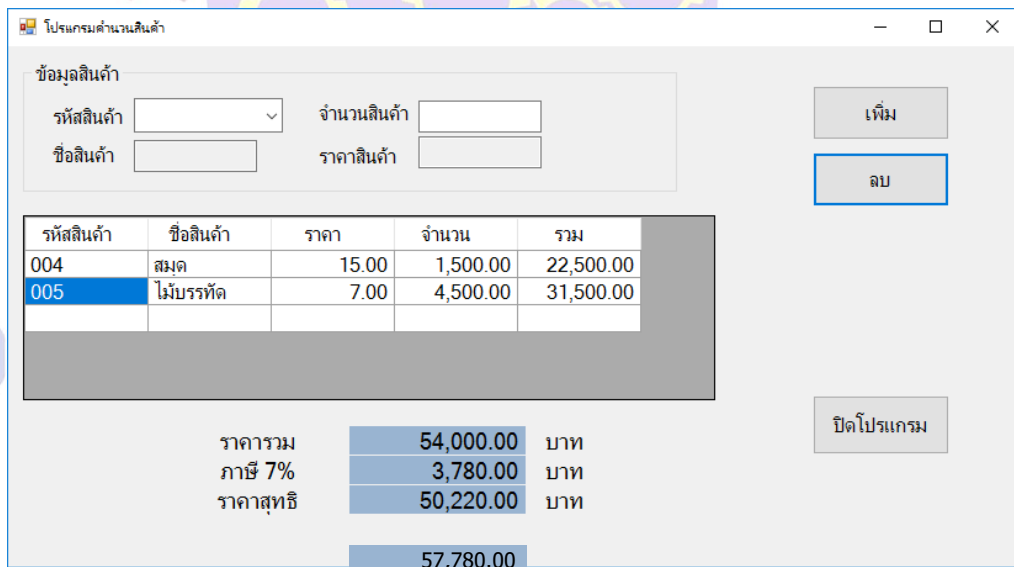 โปรแกรมคำนวนสินค้า
ข้อมูลสินค้า
รหัสสินค้า จำนวนสินค้า
ชื่อสินค้า ราคาสินค้า
เพิ่ม
ลบ
รหัสสินค้า ชื่อสินค้า ราคา จำนวน รวม
004 สมุด 15.00 1,500.00 22,500.00
005 ไม้บรรทัด 7.00 4,500.00 31,500.00
ปิดโปรแกรม
ราคารวม 54,000.00 บาท
ภาษี 7% 3,780.00 บาท
ราคาสุทธิ 50,220.00 บาท
57,780.00